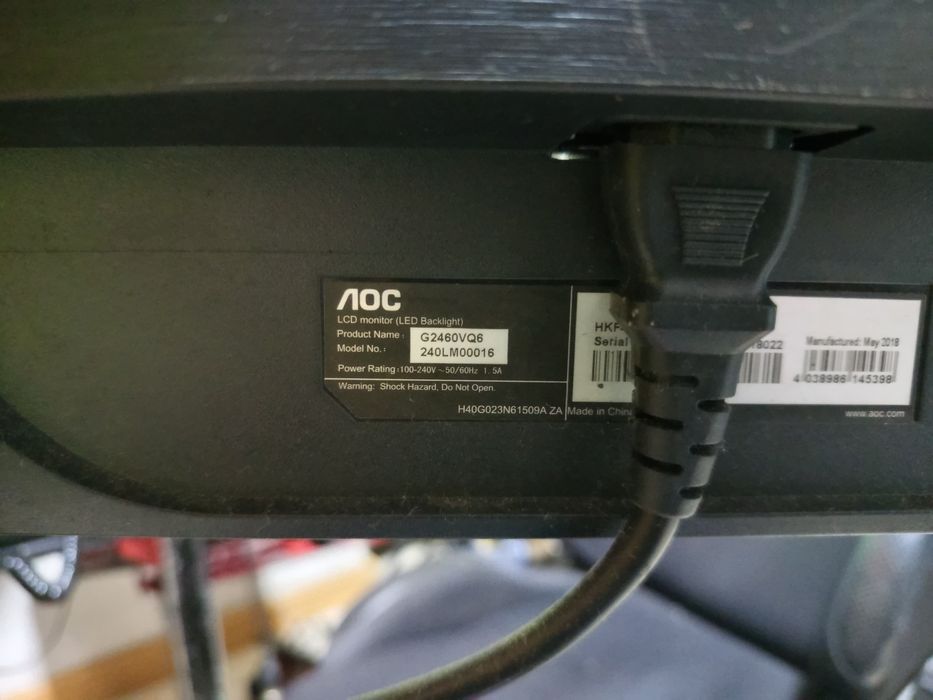 AOC
LCD monitor (LED Backlight)
Product Name : G2460VQ6
Model No. : 240LM00016
Power Rating :100-240V ~ 50/60Hz 1.5A
Warning: Shock Hazard, Do Not Open.
H40G023N61509A ZA
Serial
Manufactured: May 2018
4 038986 145398
Made in China
www.aoc.com